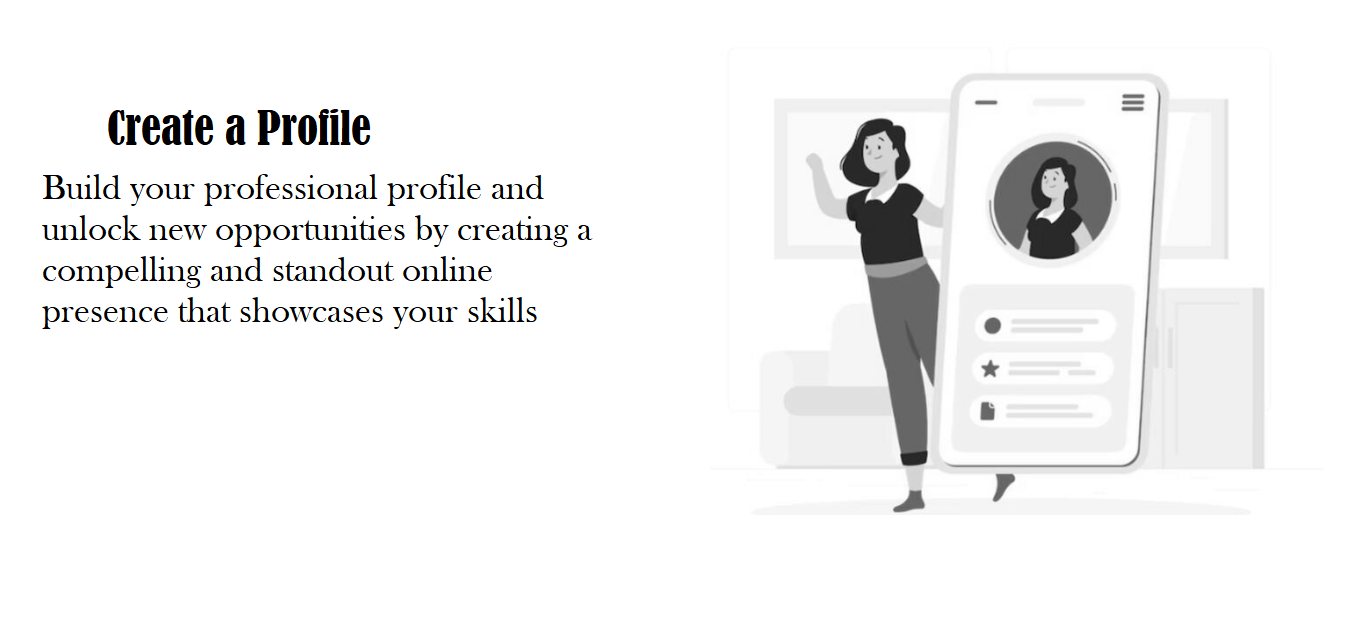 Create a Profile
Build your professional profile and
unlock new opportunities by creating a
compelling and standout online
presence that showcases your skills